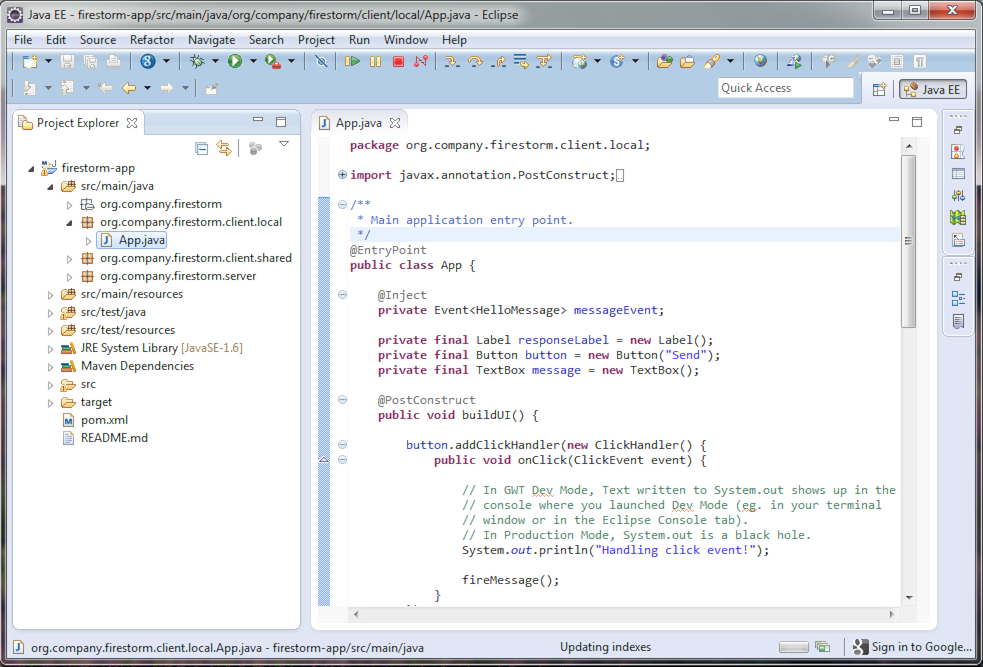 Java EE - firestorm-app/src/main/java/org/company/firestorm/client/local/App.java - Eclipse
File Edit Source Refactor Navigate Search Project Run Window Help
Quick Access
Java EE
Project Explorer
firestorm-app
src/main/java
org.company.firestorm
org.company.firestorm.client.local
App.java
org.company.firestorm.client.shared
org.company.firestorm.server
src/main/resources
src/test/java
src/test/resources
JRE System Library [JavaSE-1.6]
Maven Dependencies
src
target
pom.xml
README.md
App.java
package org.company.firestorm.client.local;
import javax.annotation.PostConstruct;
/**
* Main application entry point.
*/
@EntryPoint
public class App {
@Inject
private Event<HelloMessage> messageEvent;
private final Label responseLabel = new Label();
private final Button button = new Button("Send");
private final TextBox message = new TextBox();
@PostConstruct
public void buildUI() {
button.addClickHandler(new ClickHandler() {
public void onClick(ClickEvent event) {
// In GWT Dev Mode, Text written to System.out shows up in the
// console where you launched Dev Mode (eg. in your terminal
// window or in the Eclipse Console tab).
// In Production Mode, System.out is a black hole.
System.out.println("Handling click event!");
fireMessage();
}
org.company.firestorm.client.local.App.java - firestorm-app/src/main/java
Updating indexes
Sign in to Google...